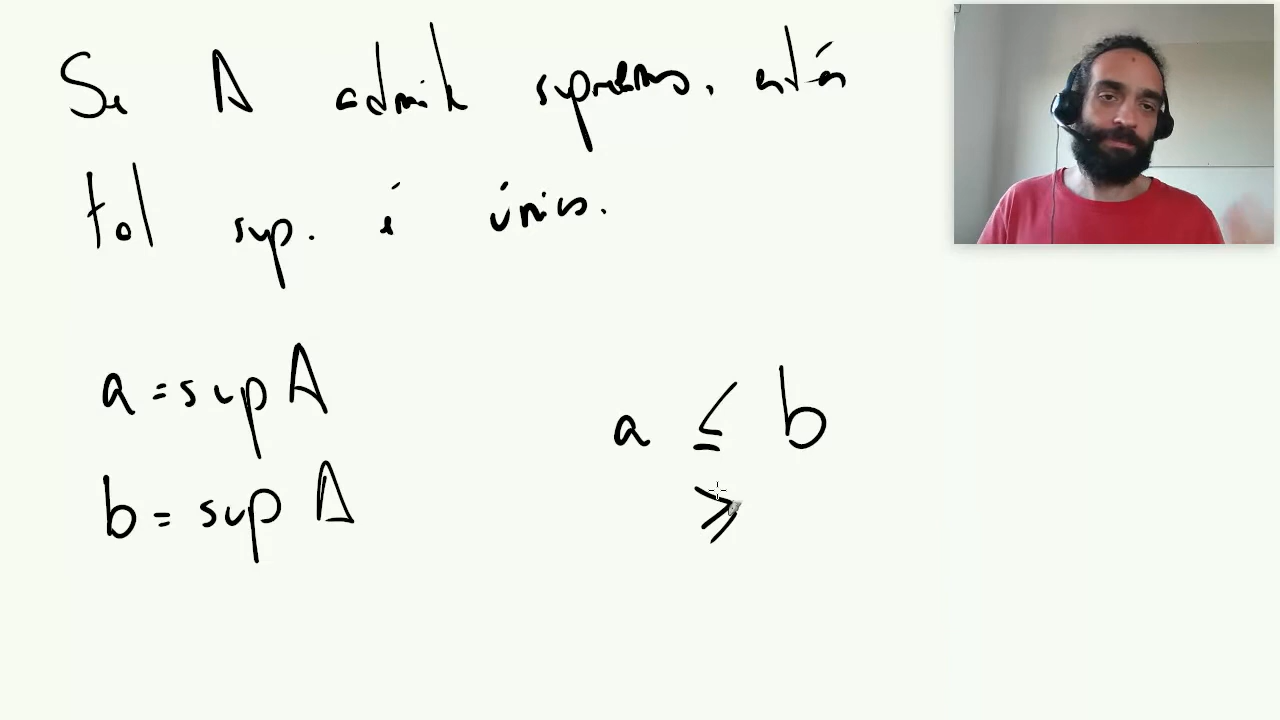 Se A admite supremo, então
tal sup. é único.
a = sup A
b = sup A
a ≤ b
≥